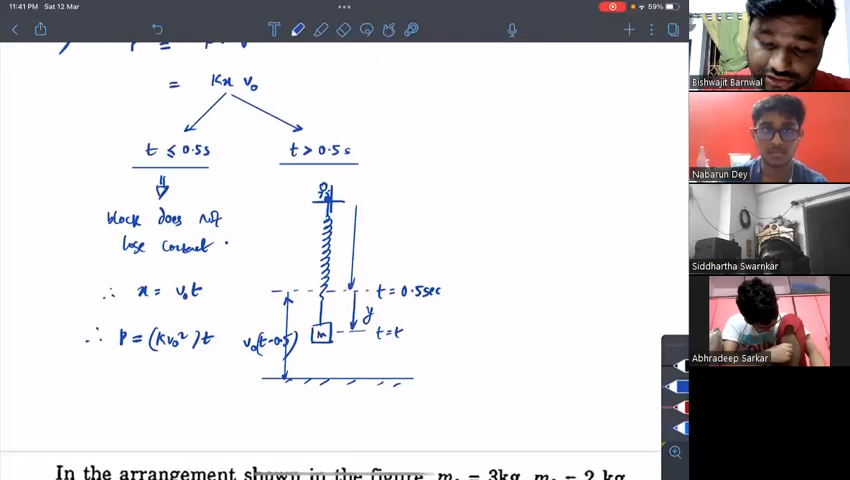 11:41 PM Sat 12 Mar
59%
= Kx v₀
t ≤ 0.5s
t > 0.5s
block does not
lose contact.
∴ x = v₀t
∴ P = (Kv₀²)t
t = 0.5sec
y
m
t = t
v₀(t-0.5)
In the arrangement shown in the figure, m = 3kg, m = 2 kg
Bishwajit Barnwal
Nabarun Dey
Siddhartha Swarnkar
Abhradeep Sarkar